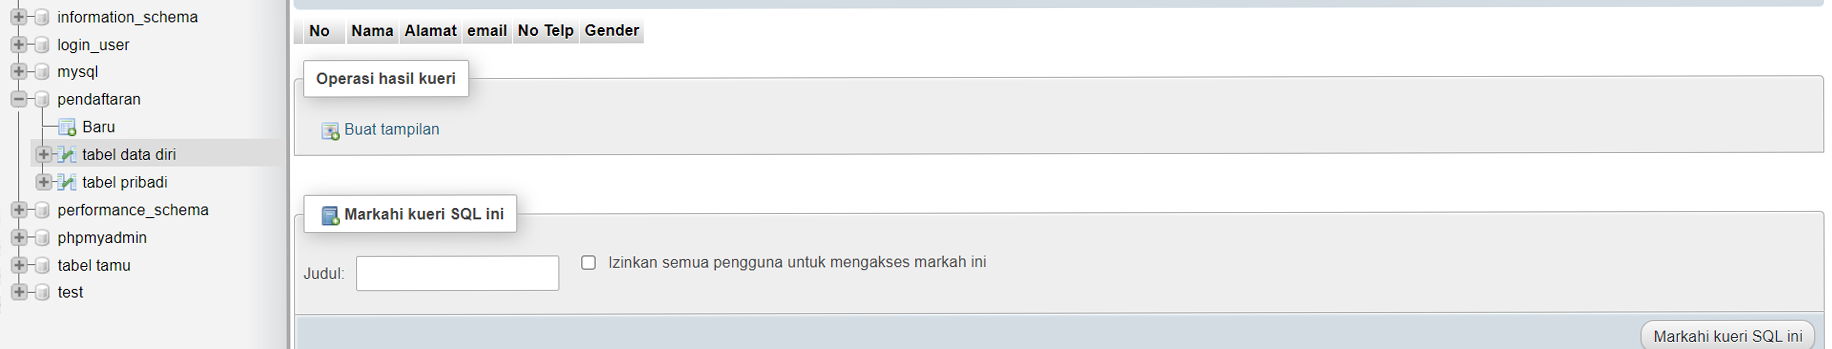 information_schema
login_user
mysql
pendaftaran
Baru
tabel data diri
tabel pribadi
performance_schema
phpmyadmin
tabel tamu
test
No Nama Alamat email No Telp Gender
Operasi hasil kueri
Buat tampilan
Markahi kueri SQL ini
Judul: Izinkan semua pengguna untuk mengakses markah ini
Markahi kueri SQL ini